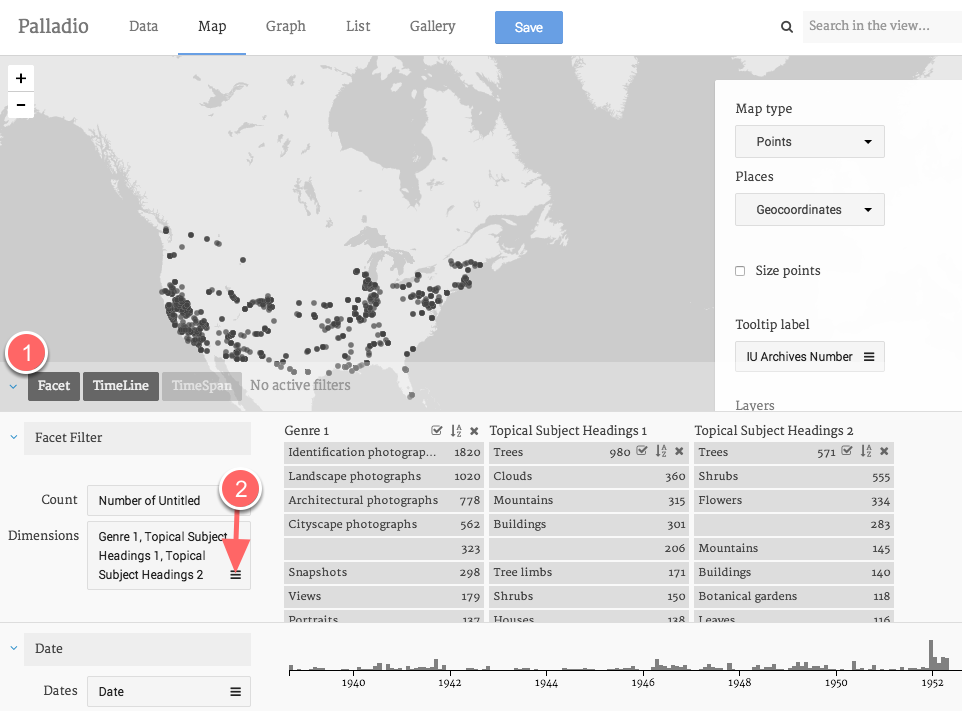 Palladio Data Map Graph List Gallery Save Search in the view...
+
−
Map type
Points
Places
Geocoordinates
Size points
Tooltip label
IU Archives Number
Layers
1
Facet TimeLine TimeSpan No active filters
Facet Filter
Count Number of Untitled
2
Dimensions Genre 1, Topical Subject
Headings 1, Topical
Subject Headings 2
Genre 1 Topical Subject Headings 1 Topical Subject Headings 2
Identification photograp... 1820 Trees 980 Trees 571
Landscape photographs 1020 Clouds 360 Shrubs 555
Architectural photographs 778 Mountains 315 Flowers 334
Cityscape photographs 562 Buildings 301 283
323 206 Mountains 145
Snapshots 298 Tree limbs 171 Buildings 140
Views 179 Shrubs 150 Botanical gardens 118
Portraits 137 Houses 138 Leaves 116
Date
Dates Date
1940 1942 1944 1946 1948 1950 1952